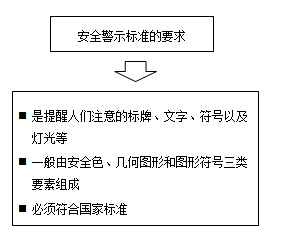 安全警示标准的要求
■ 是提醒人们注意的标牌、文字、符号以及
灯光等
■ 一般由安全色、几何图形和图形符号三类
要素组成
■ 必须符合国家标准